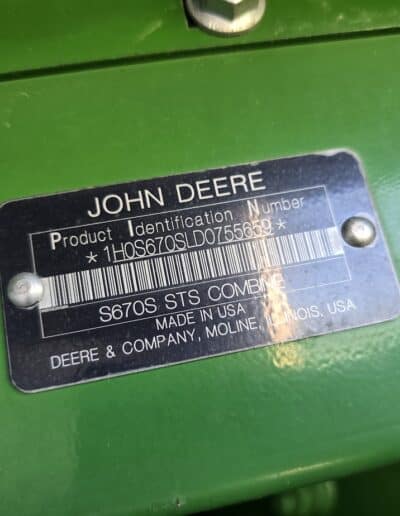 JOHN DEERE
Product Identification Number
*1H0S670SLD0755659*
S670S STS COMBINE
MADE IN USA
DEERE & COMPANY, MOLINE, ILLINOIS, USA